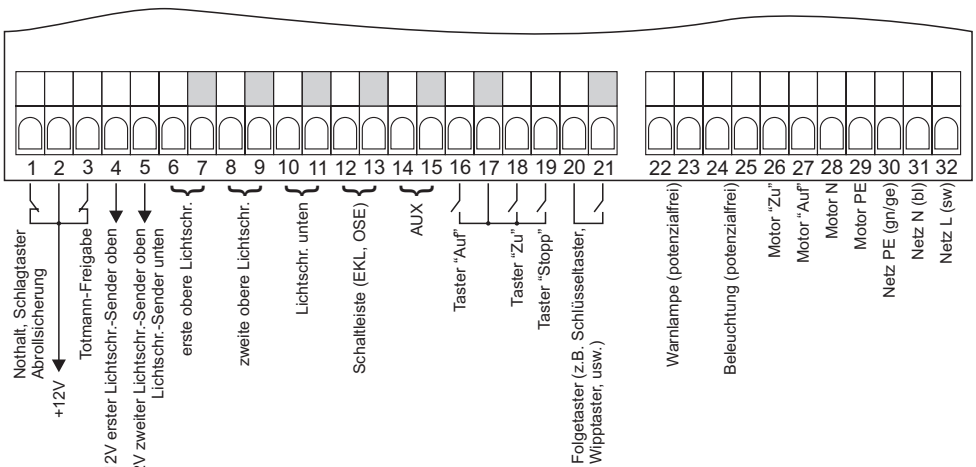 1 2 3 4 5 6 7 8 9 10 11 12 13 14 15 16 17 18 19 20 21 22 23 24 25 26 27 28 29 30 31 32
Nothalt, Schlagtaster
Abrollsicherung
+12V
Totmann-Freigabe
2V erster Lichtschr.-Sender oben
2V zweiter Lichtschr.-Sender oben
Lichtschr.-Sender unten
erste obere Lichtschr.
zweite obere Lichtschr.
Lichtschr. unten
Schaltleiste (EKL, OSE)
AUX
Taster “Auf”
Taster “Zu”
Taster “Stopp”
Folgetaster (z.B. Schlüsseltaster,
Wipptaster, usw.)
Warnlampe (potenzialfrei)
Beleuchtung (potenzialfrei)
Motor “Zu”
Motor “Auf”
Motor N
Motor PE
Netz PE (gn/ge)
Netz N (bl)
Netz L (sw)